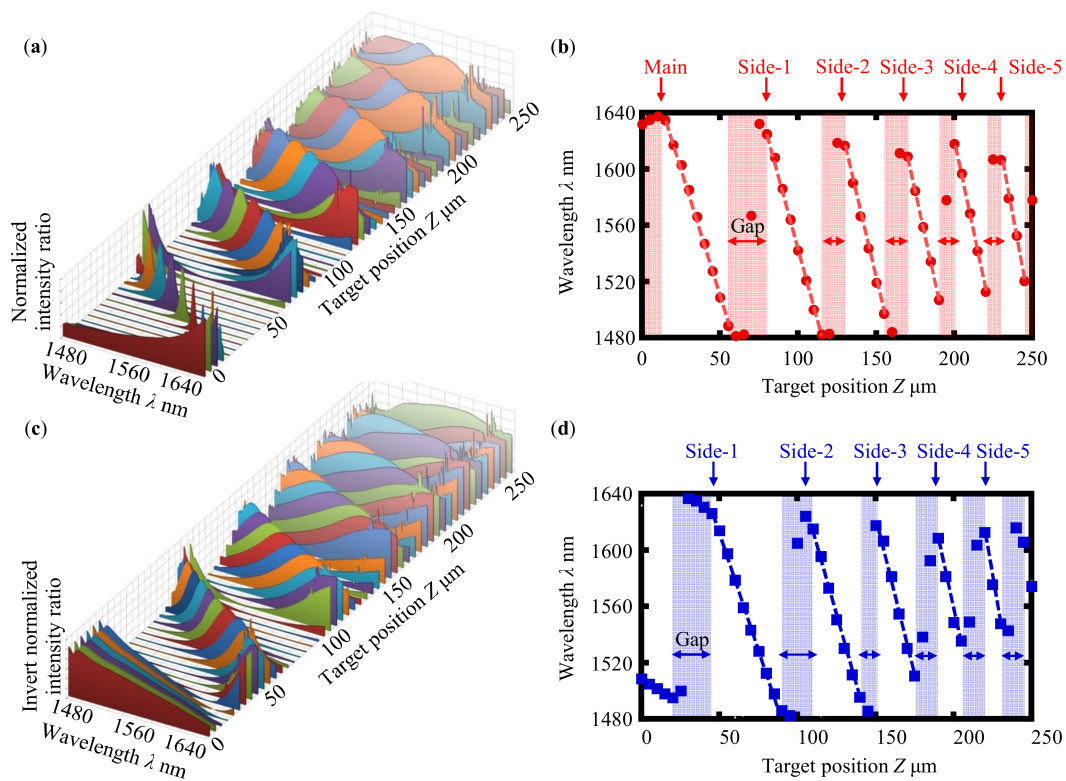 (a)
Normalized
intensity ratio
1480
1560
1640
Wavelength λ nm
0
50
100
150
200
250
Target position Z μm
(b)
Main
Side-1
Side-2
Side-3
Side-4
Side-5
1640
1600
1560
1520
1480
Wavelength λ nm
Gap
0
50
100
150
200
250
Target position Z μm
(c)
Invert normalized
intensity ratio
1480
1560
1640
Wavelength λ nm
0
50
100
150
200
250
Target position Z μm
(d)
Side-1
Side-2
Side-3
Side-4
Side-5
1640
1600
1560
1520
1480
Wavelength λ nm
Gap
0
50
100
150
200
250
Target position Z μm